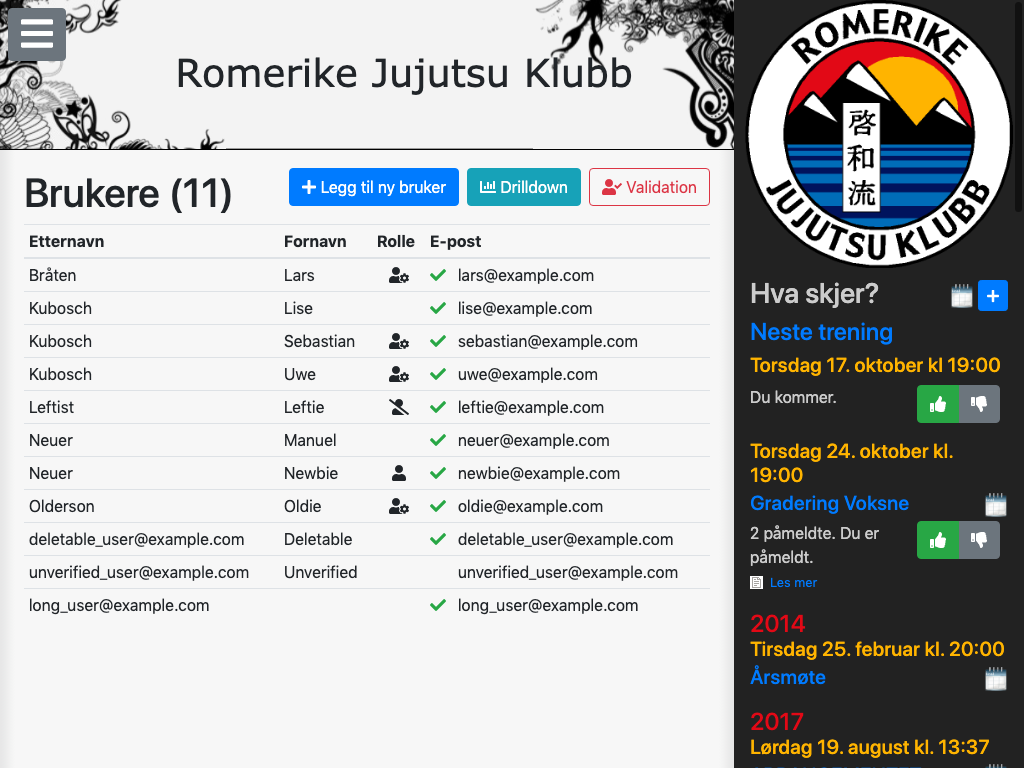 Romerike Jujutsu Klubb
Brukere (11)
Legg til ny bruker
Drilldown
Validation
Etternavn Fornavn Rolle E-post
Bråten Lars lars@example.com
Kubosch Lise lise@example.com
Kubosch Sebastian sebastian@example.com
Kubosch Uwe uwe@example.com
Leftist Leftie leftie@example.com
Neuer Manuel neuer@example.com
Neuer Newbie newbie@example.com
Olderson Oldie oldie@example.com
deletable_user@example.com Deletable deletable_user@example.com
unverified_user@example.com Unverified unverified_user@example.com
long_user@example.com long_user@example.com
ROMERIKE
啓和流
JUJUTSU KLUBB
Hva skjer?
Neste trening
Torsdag 17. oktober kl 19:00
Du kommer.
Torsdag 24. oktober kl.
19:00
Gradering Voksne
2 påmeldte. Du er
påmeldt.
Les mer
2014
Tirsdag 25. februar kl. 20:00
Årsmøte
2017
Lørdag 19. august kl. 13:37